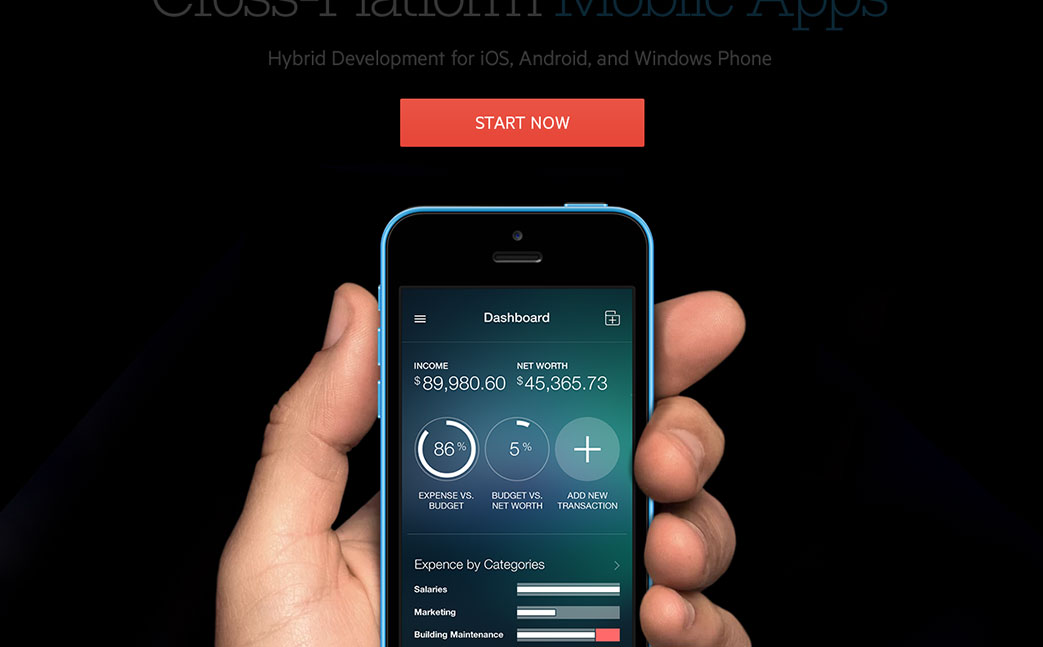 Cross-Platform Mobile Apps
Hybrid Development for iOS, Android, and Windows Phone
START NOW
Dashboard
INCOME
NET WORTH
$89,980.60
$45,365.73
86%
5%
EXPENSE VS.
BUDGET
BUDGET VS.
NET WORTH
ADD NEW
TRANSACTION
Expence by Categories
Salaries
Marketing
Building Maintenance